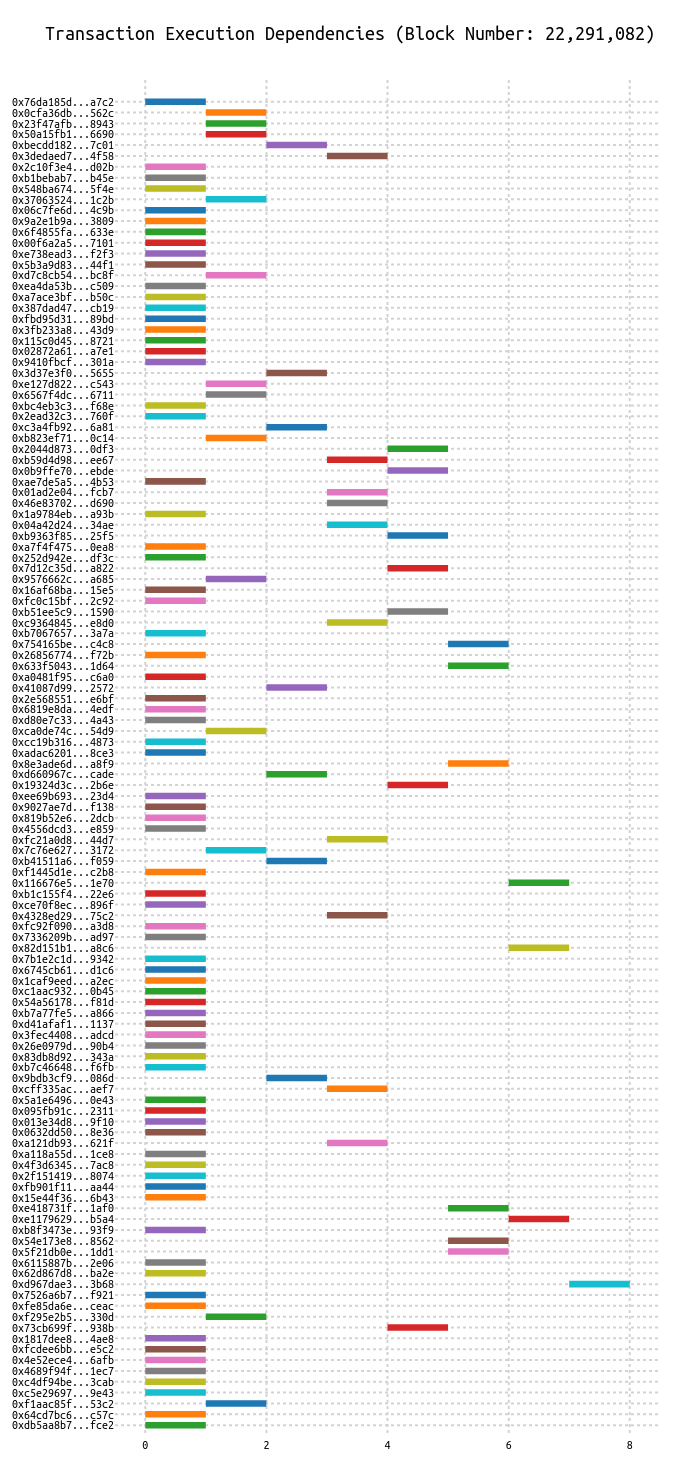 Transaction Execution Dependencies (Block Number: 22,291,082)
0x76da185d...a7c2
0x0cfa36db...562c
0x23f47afb...8943
0x50a15fb1...6690
0xbecdd182...7c01
0x3dedaed7...4f58
0x2c10f3e4...d02b
0xb1bebab7...b45e
0x548ba674...5f4e
0x37063524...1c2b
0x06c7fe6d...4c9b
0x9a2e1b9a...3809
0x6f4855fa...633e
0x00f6a2a5...7101
0xe738ead3...f2f3
0x5b3a9d83...44f1
0xd7c8cb54...bc8f
0xea4da53b...c509
0xa7ace3bf...b50c
0x387dad47...cb19
0xfbd95d31...89bd
0x3fb233a8...43d9
0x115c0d45...8721
0x02872a61...a7e1
0x9410fbcf...301a
0x3d37e3f0...5655
0xe127d822...c543
0x6567f4dc...6711
0xbc4eb3c3...f68e
0x2ead32c3...760f
0xc3a4fb92...6a81
0xb823ef71...0c14
0x2044d873...0df3
0xb59d4d98...ee67
0x0b9ffe70...ebde
0xae7de5a5...4b53
0x01ad2e04...fcb7
0x46e83702...d690
0x1a9784eb...a93b
0x04a42d24...34ae
0xb9363f85...25f5
0xa7f4f475...0ea8
0x252d942e...df3c
0x7d12c35d...a822
0x9576662c...a685
0x16af68ba...15e5
0xfc0c15bf...2c92
0xb51ee5c9...1590
0xc9364845...e8d0
0xb7067657...3a7a
0x754165be...c4c8
0x26856774...f72b
0x633f5043...1d64
0xa0481f95...c6a0
0x41087d99...2572
0x2e568551...e6bf
0x6819e8da...4edf
0xd80e7c33...4a43
0xca0de74c...54d9
0xcc19b316...4873
0xadac6201...8ce3
0x8e3ade6d...a8f9
0xd660967c...cade
0x19324d3c...2b6e
0xee69b693...23d4
0x9027ae7d...f138
0x819b52e6...2dcb
0x4556dcd3...e859
0xfc21a0d8...44d7
0x7c76e627...3172
0xb41511a6...f059
0xf1445d1e...c2b8
0x116676e5...1e70
0xb1c155f4...22e6
0xce70f8ec...896f
0x4328ed29...75c2
0xfc92f090...a3d8
0x7336209b...ad97
0x82d151b1...a8c6
0x7b1e2c1d...9342
0x6745cb61...d1c6
0x1caf9eed...a2ec
0xc1aac932...0b45
0x54a56178...f81d
0xb7a77fe5...a866
0xd41afaf1...1137
0x3fec4408...adcd
0x26e0979d...90b4
0x83db8d92...343a
0xb7c46648...f6fb
0x9bdb3cf9...086d
0xcff335ac...aef7
0x5a1e6496...0e43
0x095fb91c...2311
0x013e34d8...9f10
0x0632dd50...8e36
0xa121db93...621f
0xa118a55d...1ce8
0x4f3d6345...7ac8
0x2f151419...8074
0xfb901f11...aa44
0x15e44f36...6b43
0xe418731f...1af0
0xe1179629...b5a4
0xb8f3473e...93f9
0x54e173e8...8562
0x5f21db0e...1dd1
0x6115887b...2e06
0x62d867d8...ba2e
0xd967dae3...3b68
0x7526a6b7...f921
0xfe85da6e...ceac
0xf295e2b5...330d
0x73cb699f...938b
0x1817dee8...4ae8
0xfcdee6bb...e5c2
0x4e52ece4...6afb
0x4689f94f...1ec7
0xc4df94be...3cab
0xc5e29697...9e43
0xf1aac85f...53c2
0x64cd7bc6...c57c
0xdb5aa8b7...fce2
0 2 4 6 8